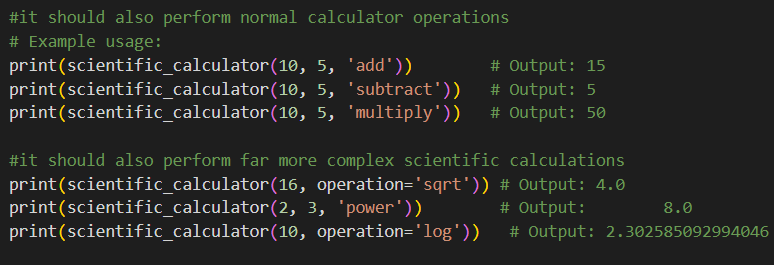 #it should also perform normal calculator operations
# Example usage:
print(scientific_calculator(10, 5, 'add'))        # Output: 15
print(scientific_calculator(10, 5, 'subtract'))   # Output: 5
print(scientific_calculator(10, 5, 'multiply'))   # Output: 50

#it should also perform far more complex scientific calculations
print(scientific_calculator(16, operation='sqrt')) # Output: 4.0
print(scientific_calculator(2, 3, 'power'))        # Output:        8.0
print(scientific_calculator(10, operation='log'))   # Output: 2.302585092994046